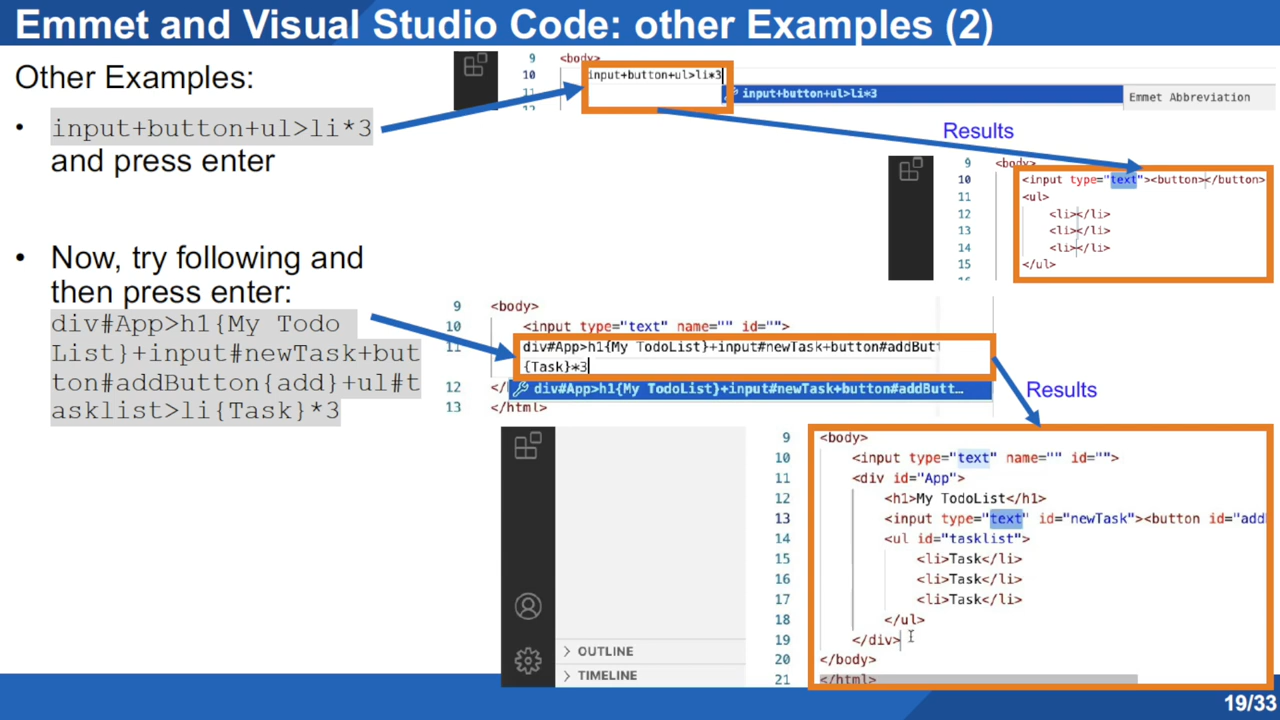 Emmet and Visual Studio Code: other Examples (2)
Other Examples:
• input+button+ul>li*3
and press enter
• Now, try following and
then press enter:
div#App>h1{My Todo
List}+input#newTask+but
ton#addButton{add}+ul#t
asklist>li{Task}*3
9 <body>
10 input+button+ul>li*3
11 input+button+ul>li*3 Emmet Abbreviation
Results
9 <body>
10 <input type="text"><button></button>
11 <ul>
12 <li></li>
13 <li></li>
14 <li></li>
15 </ul>
9 <body>
10 <input type="text" name="" id="">
11 div#App>h1{My TodoList}+input#newTask+button#addButt
{Task}*3
12 </ div#App>h1{My TodoList}+input#newTask+button#addButt…
13 </html>
Results
9 <body>
10 <input type="text" name="" id="">
11 <div id="App">
12 <h1>My TodoList</h1>
13 <input type="text" id="newTask"><button id="add
14 <ul id="tasklist">
15 <li>Task</li>
16 <li>Task</li>
17 <li>Task</li>
18 </ul>
19 </div>
20 </body>
21 </html>
> OUTLINE
> TIMELINE
19/33